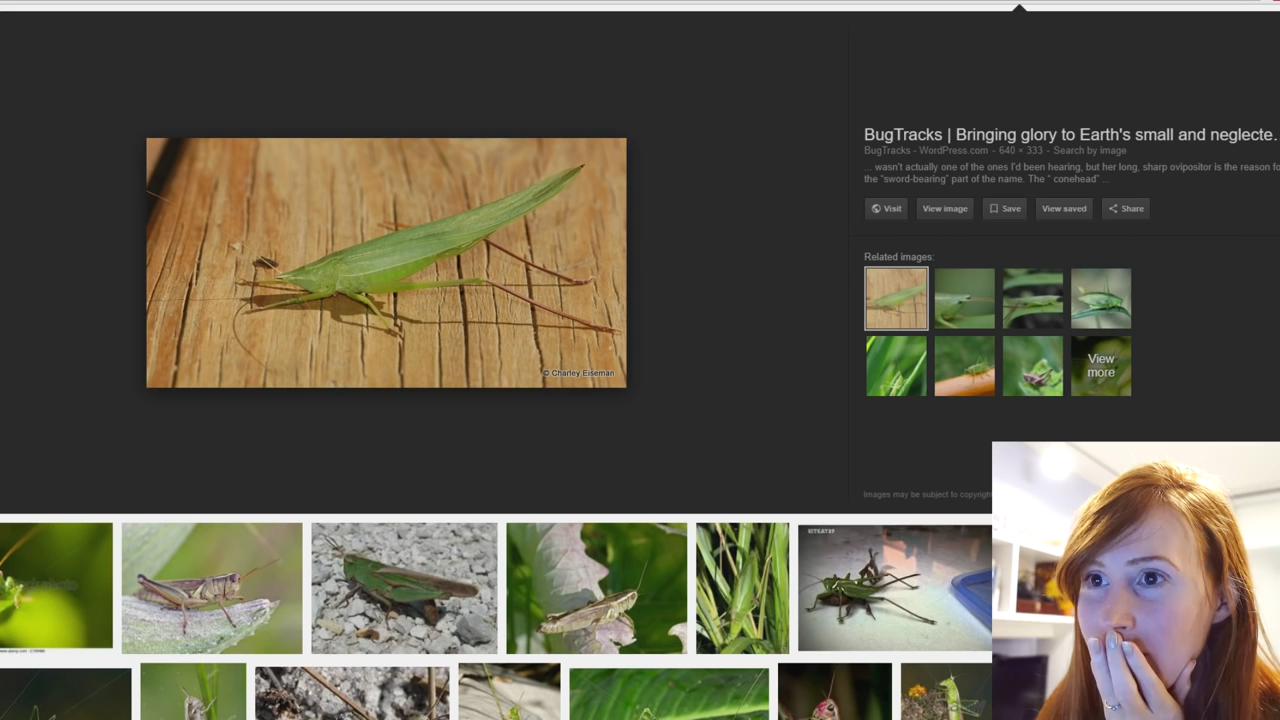 BugTracks | Bringing glory to Earth's small and neglecte...
BugTracks - WordPress.com - 640 × 333 - Search by image
... wasn't actually one of the ones I'd been hearing, but her long, sharp ovipositor is the reason fo
the "sword-bearing" part of the name. The " conehead" ...
Visit View image Save View saved Share
Related images:
View
more
© Charley Eiseman
Images may be subject to copyright